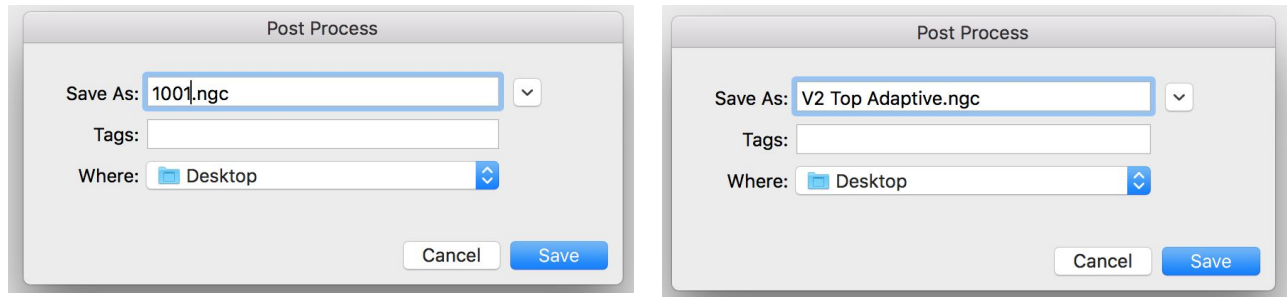 Post Process
Save As: 1001.ngc
Tags:
Where: Desktop
Cancel Save
Post Process
Save As: V2 Top Adaptive.ngc
Tags:
Where: Desktop
Cancel Save